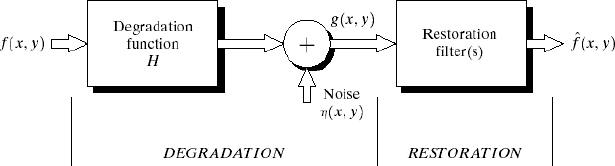 f(x, y)
Degradation
function
H
+
g(x, y)
Noise
η(x, y)
Restoration
filter(s)
f̂(x, y)
DEGRADATION
RESTORATION